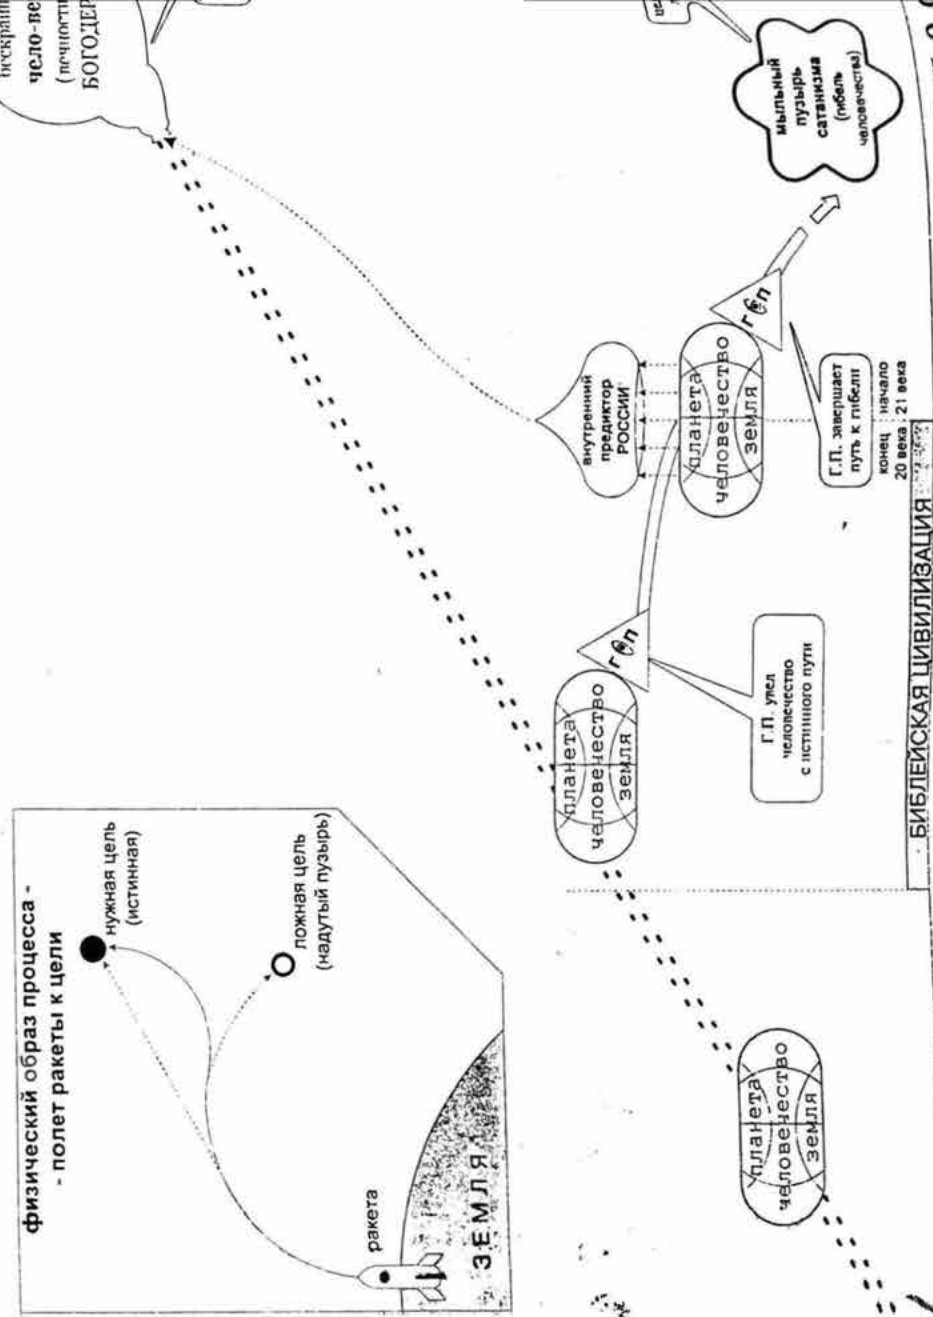 чело-ве
БОГОДЕР
физический образ процесса -
- полет ракеты к цели
нужная цель
(истинная)
ложная цель
(надутый пузырь)
ракета
ЗЕМЛЯ
мыльный
пузырь
сатанизма
(гибель
человечества)
внутренний
предиктор
РОССИИ
планета
человечество
земля
ГП
Г.П. завершает
путь к гибели
конец начало
20 века 21 века
планета
человечество
земля
ГП
Г.П. увел
человечество
с истинного пути
планета
человечество
земля
БИБЛЕЙСКАЯ ЦИВИЛИЗАЦИЯ